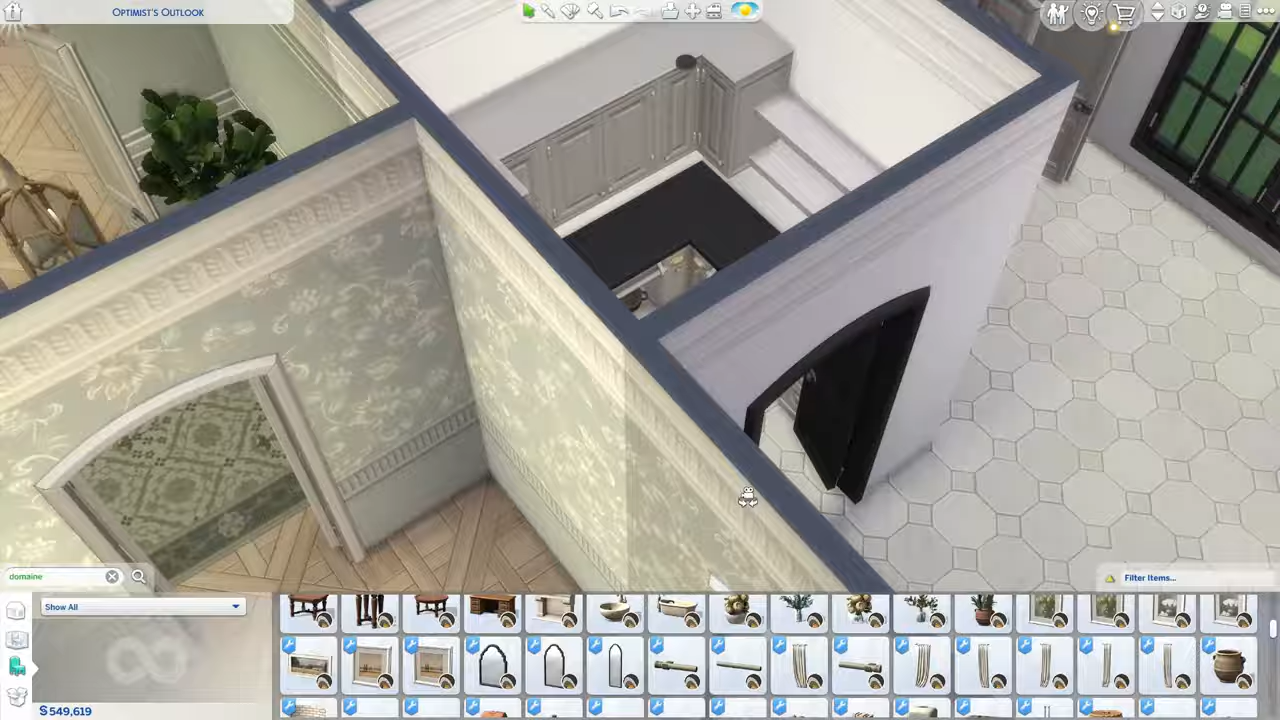 OPTIMIST'S OUTLOOK
domaine
Filter Items...
Show All
§549,619